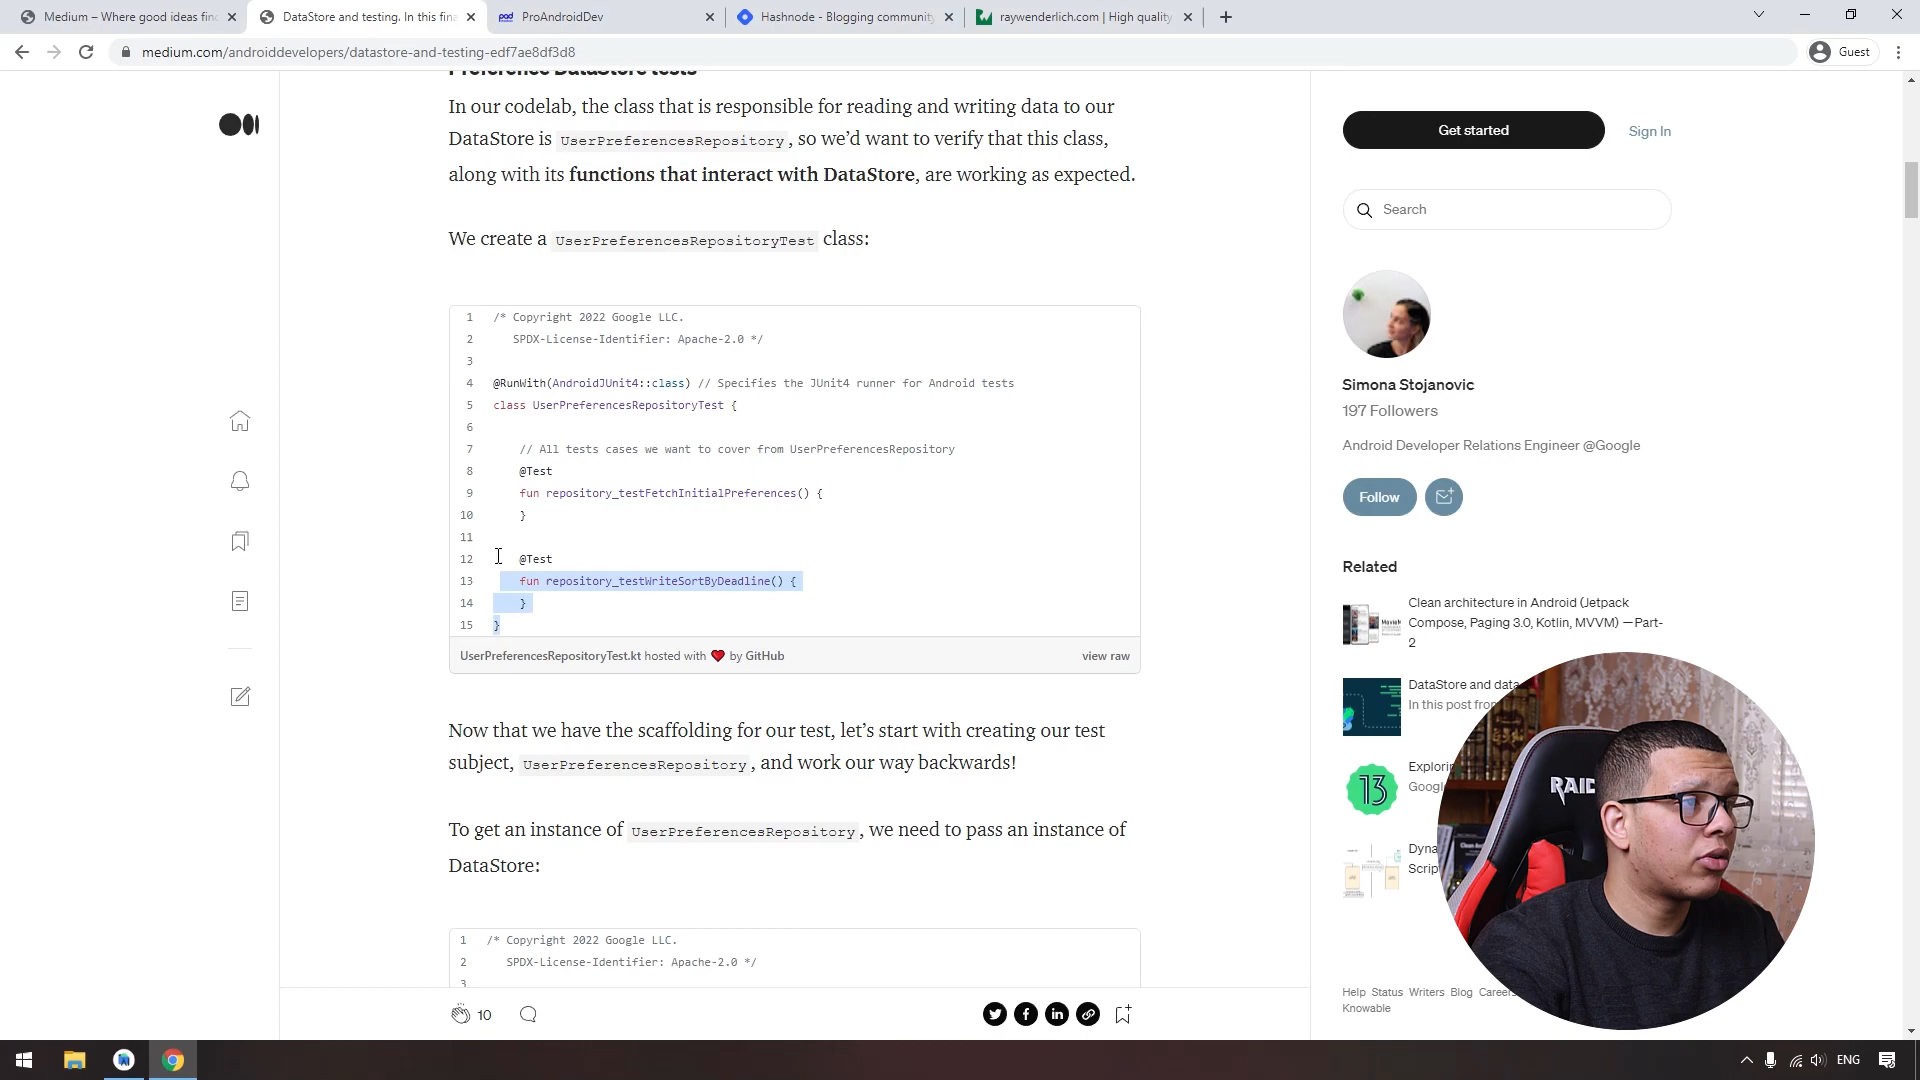 Medium – Where good ideas fin
DataStore and testing. In this fina
ped ProAndroidDev
Hashnode - Blogging community
raywenderlich.com | High quality
medium.com/androiddevelopers/datastore-and-testing-edf7ae8df3d8
Guest
Preference DataStore tests
In our codelab, the class that is responsible for reading and writing data to our
DataStore is UserPreferencesRepository, so we’d want to verify that this class,
along with its functions that interact with DataStore, are working as expected.
We create a UserPreferencesRepositoryTest class:
1 /* Copyright 2022 Google LLC.
2 SPDX-License-Identifier: Apache-2.0 */
3
4 @RunWith(AndroidJUnit4::class) // Specifies the JUnit4 runner for Android tests
5 class UserPreferencesRepositoryTest {
6
7 // All tests cases we want to cover from UserPreferencesRepository
8 @Test
9 fun repository_testFetchInitialPreferences() {
10 }
11
12 @Test
13 fun repository_testWriteSortByDeadline() {
14 }
15 }
UserPreferencesRepositoryTest.kt hosted with ❤ by GitHub
view raw
Now that we have the scaffolding for our test, let’s start with creating our test
subject, UserPreferencesRepository, and work our way backwards!
To get an instance of UserPreferencesRepository, we need to pass an instance of
DataStore:
1 /* Copyright 2022 Google LLC.
2 SPDX-License-Identifier: Apache-2.0 */
3
10
Get started
Sign In
Search
Simona Stojanovic
197 Followers
Android Developer Relations Engineer @Google
Follow
Related
Clean architecture in Android (Jetpack
Compose, Paging 3.0, Kotlin, MVVM) —Part-
2
DataStore and data
In this post from
13
Explorin
Googl
Dyna
Script
RAID
Help Status Writers Blog Careers
Knowable
ENG